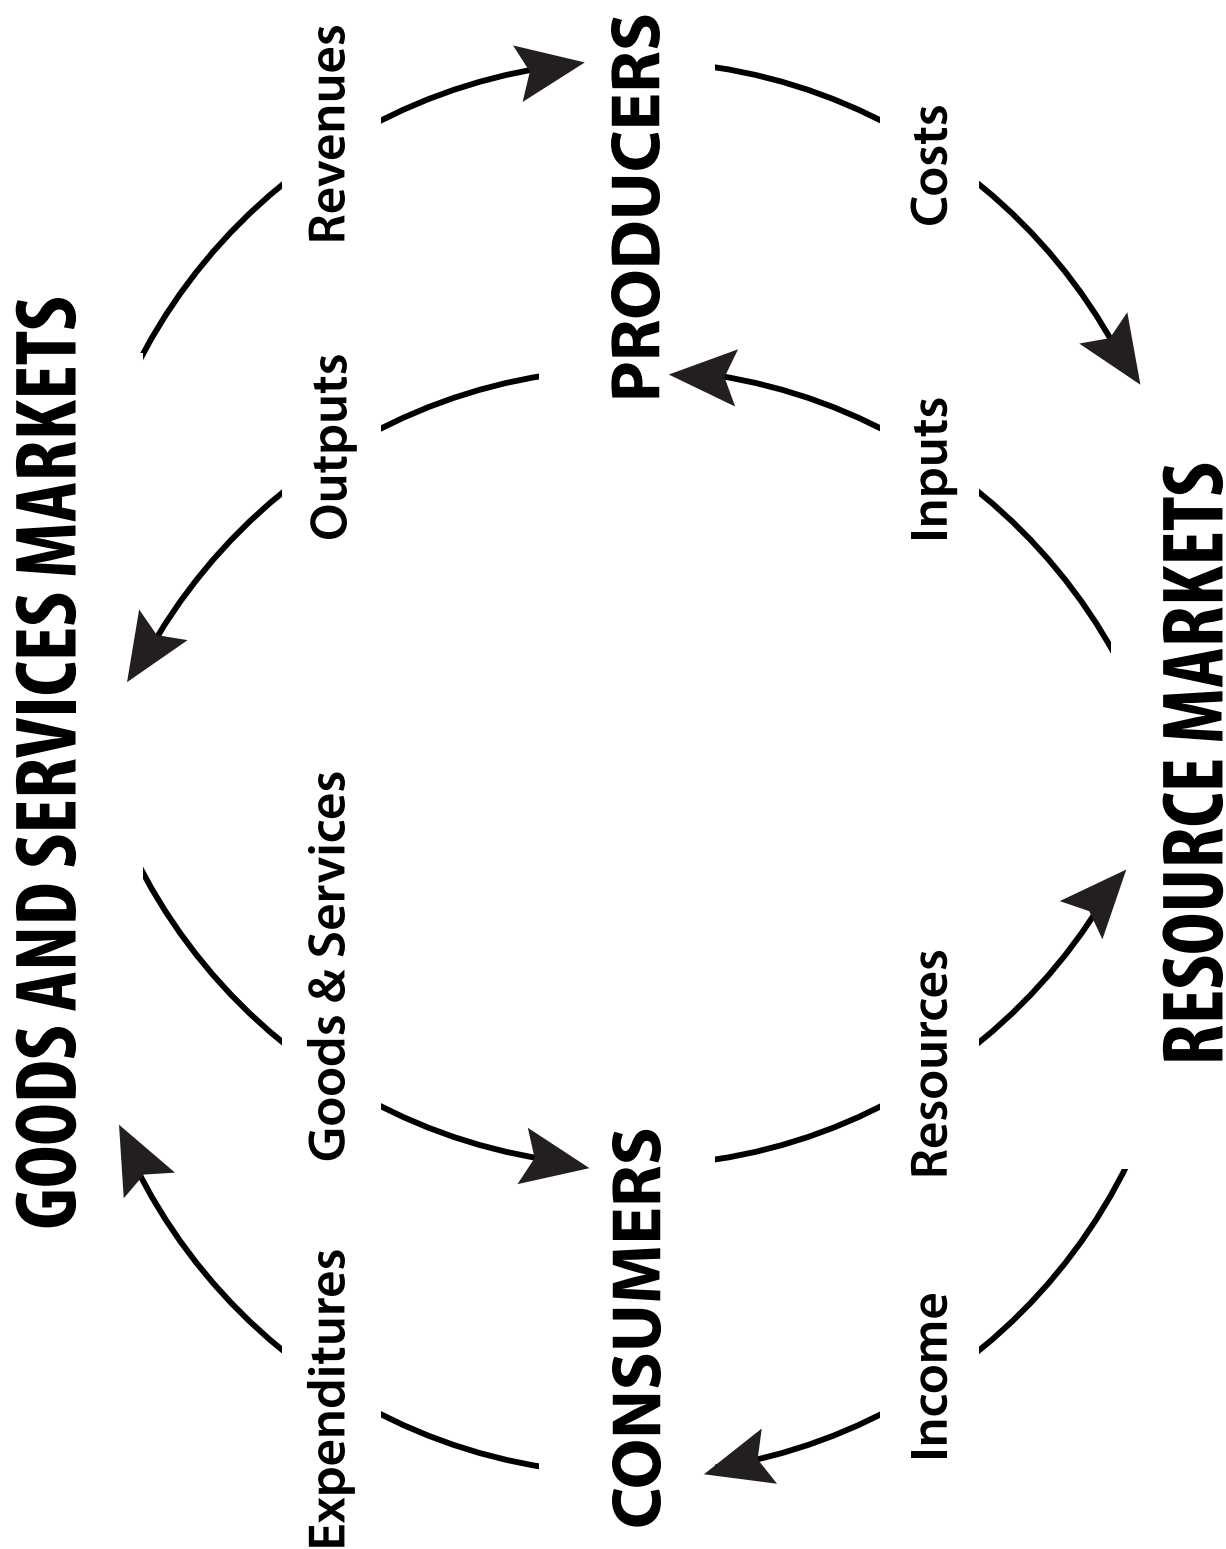 GOODS AND SERVICES MARKETS
Expenditures
Goods & Services
Outputs
Revenues
CONSUMERS
PRODUCERS
Income
Resources
Inputs
Costs
RESOURCE MARKETS